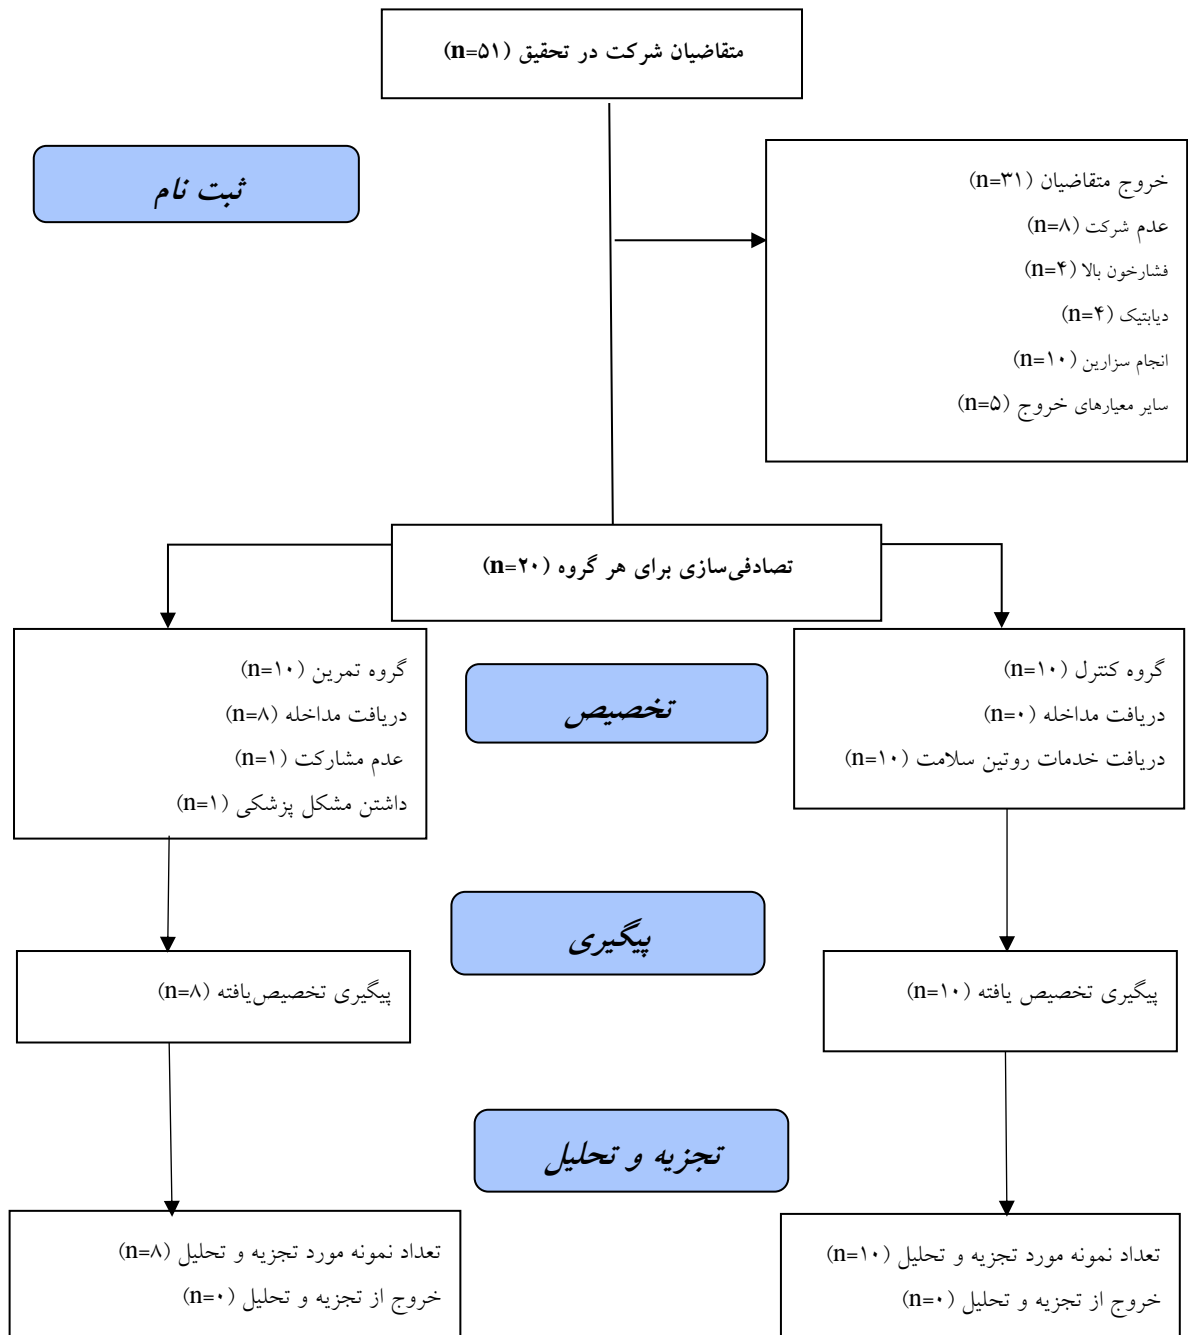 متقاضیان شرکت در تحقیق (n=۵۱)
ثبت نام
خروج متقاضیان (n=۳۱)
عدم شرکت (n=۸)
فشارخون بالا (n=۴)
دیابتیک (n=۴)
انجام سزارین (n=۱۰)
سایر معیارهای خروج (n=۵)
تصادفی‌سازی برای هر گروه (n=۲۰)
گروه کنترل (n=۱۰)
دریافت مداخله (n=۰)
دریافت خدمات روتین سلامت (n=۱۰)
تخصیص
گروه تمرین (n=۱۰)
دریافت مداخله (n=۸)
عدم مشارکت (n=۱)
داشتن مشکل پزشکی (n=۱)
پیگیری
پیگیری تخصیص یافته (n=۱۰)
پیگیری تخصیص‌یافته (n=۸)
تجزیه و تحلیل
تعداد نمونه مورد تجزیه و تحلیل (n=۱۰)
خروج از تجزیه و تحلیل (n=۰)
تعداد نمونه مورد تجزیه و تحلیل (n=۸)
خروج از تجزیه و تحلیل (n=۰)